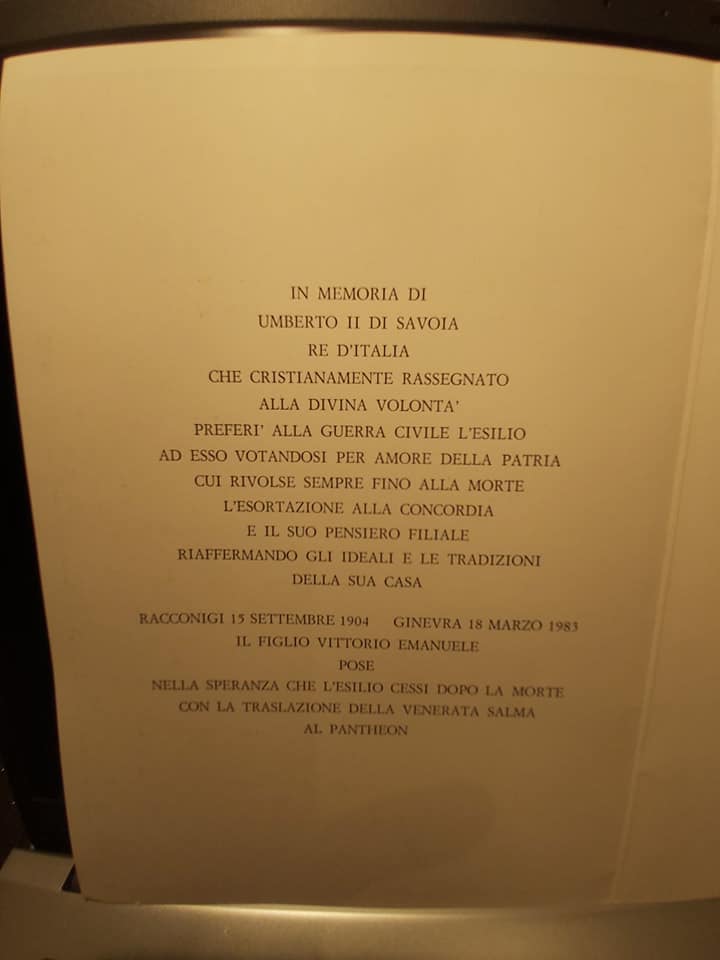 IN MEMORIA DI
UMBERTO II DI SAVOIA
RE D'ITALIA
CHE CRISTIANAMENTE RASSEGNATO
ALLA DIVINA VOLONTA'
PREFERI' ALLA GUERRA CIVILE L'ESILIO
AD ESSO VOTANDOSI PER AMORE DELLA PATRIA
CUI RIVOLSE SEMPRE FINO ALLA MORTE
L'ESORTAZIONE ALLA CONCORDIA
E IL SUO PENSIERO FILIALE
RIAFFERMANDO GLI IDEALI E LE TRADIZIONI
DELLA SUA CASA
RACCONIGI 15 SETTEMBRE 1904 GINEVRA 18 MARZO 1983
IL FIGLIO VITTORIO EMANUELE
POSE
NELLA SPERANZA CHE L'ESILIO CESSI DOPO LA MORTE
CON LA TRASLAZIONE DELLA VENERATA SALMA
AL PANTHEON